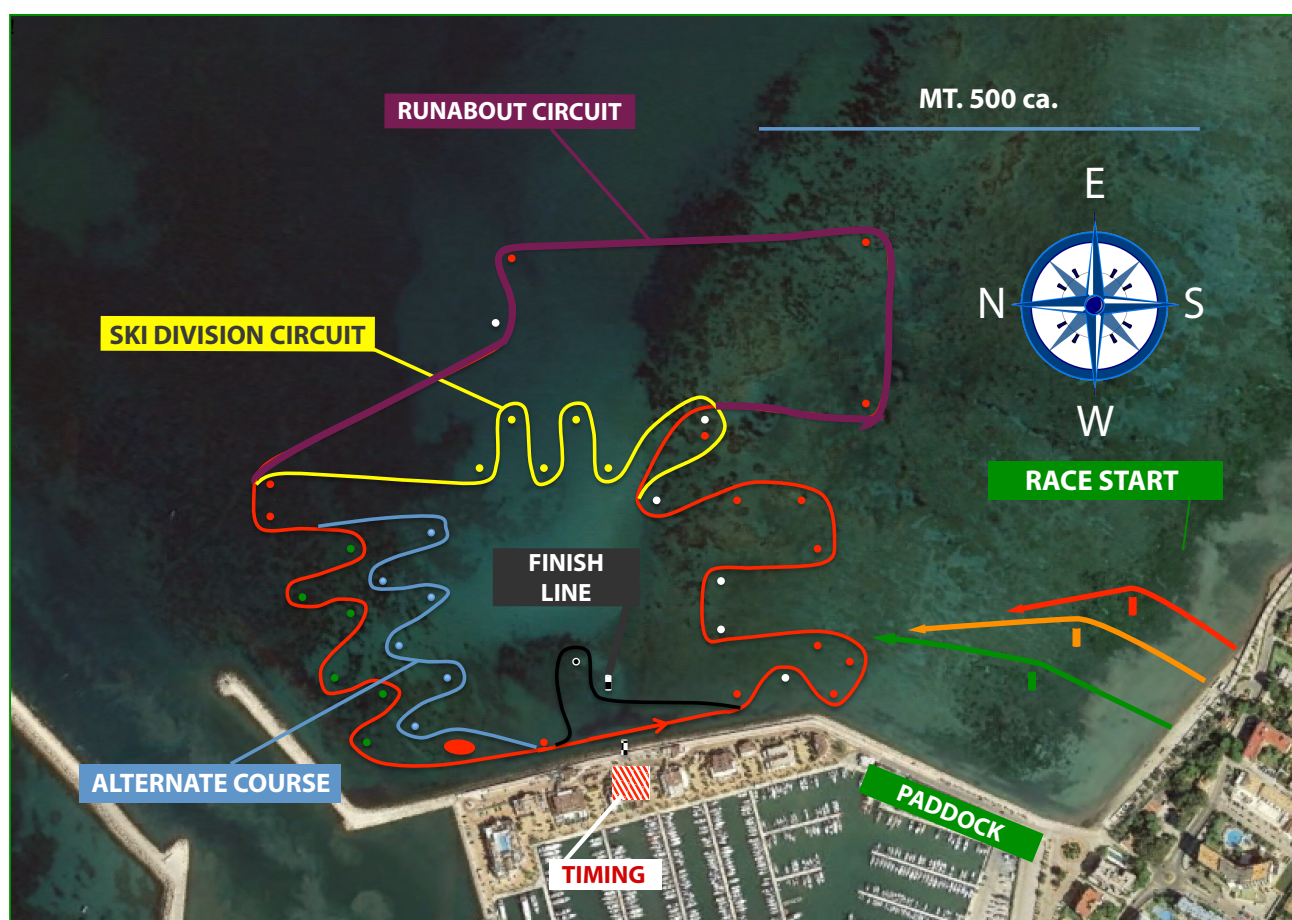 RUNABOUT CIRCUIT
MT. 500 ca.
E
N
S
W
SKI DIVISION CIRCUIT
RACE START
FINISH
LINE
ALTERNATE COURSE
PADDOCK
TIMING